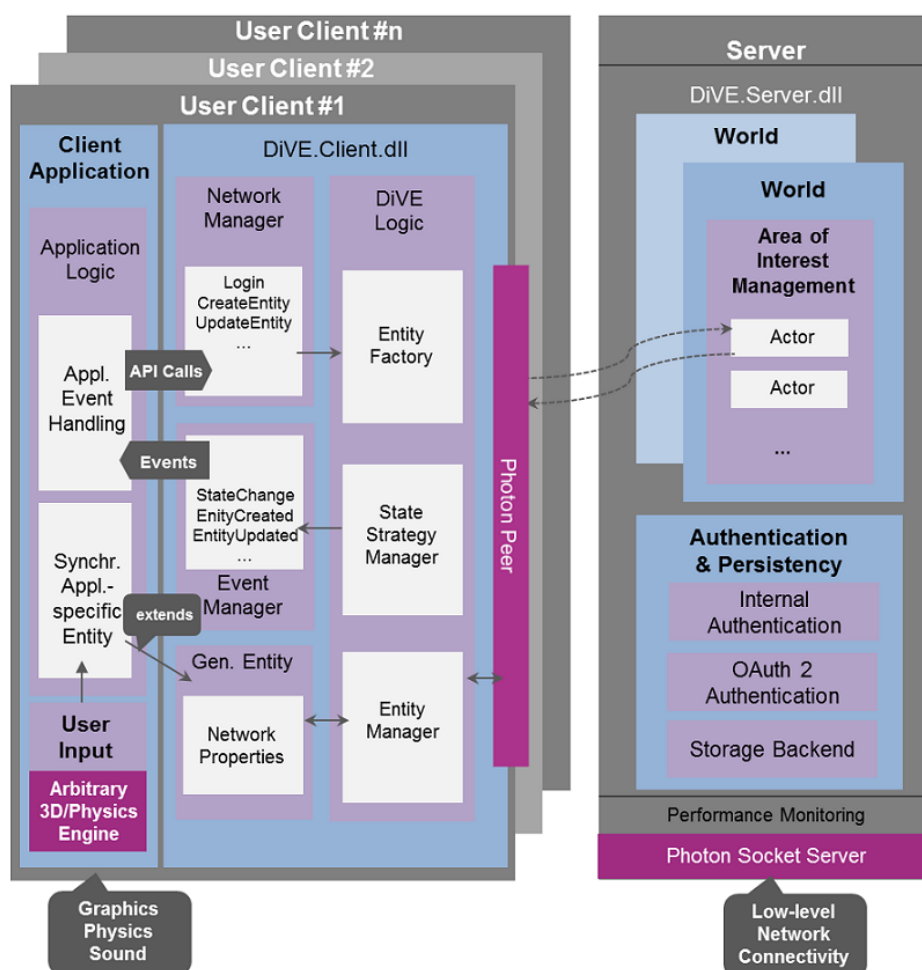 User Client #n
User Client #2
User Client #1
Client
Application
Application
Logic
Appl.
Event
Handling
API Calls
Events
Synchr.
Appl.-
specific
Entity
extends
User
Input
Arbitrary
3D/Physics
Engine
Graphics
Physics
Sound
DiVE.Client.dll
Network
Manager
Login
CreateEntity
UpdateEntity
...
StateChange
EnityCreated
EntityUpdated
...
Event
Manager
Gen. Entity
Network
Properties
DiVE
Logic
Entity
Factory
State
Strategy
Manager
Entity
Manager
Photon Peer
Server
DiVE.Server.dll
World
World
Area of
Interest
Management
Actor
Actor
...
Authentication
& Persistency
Internal
Authentication
OAuth 2
Authentication
Storage Backend
Performance Monitoring
Photon Socket Server
Low-level
Network
Connectivity